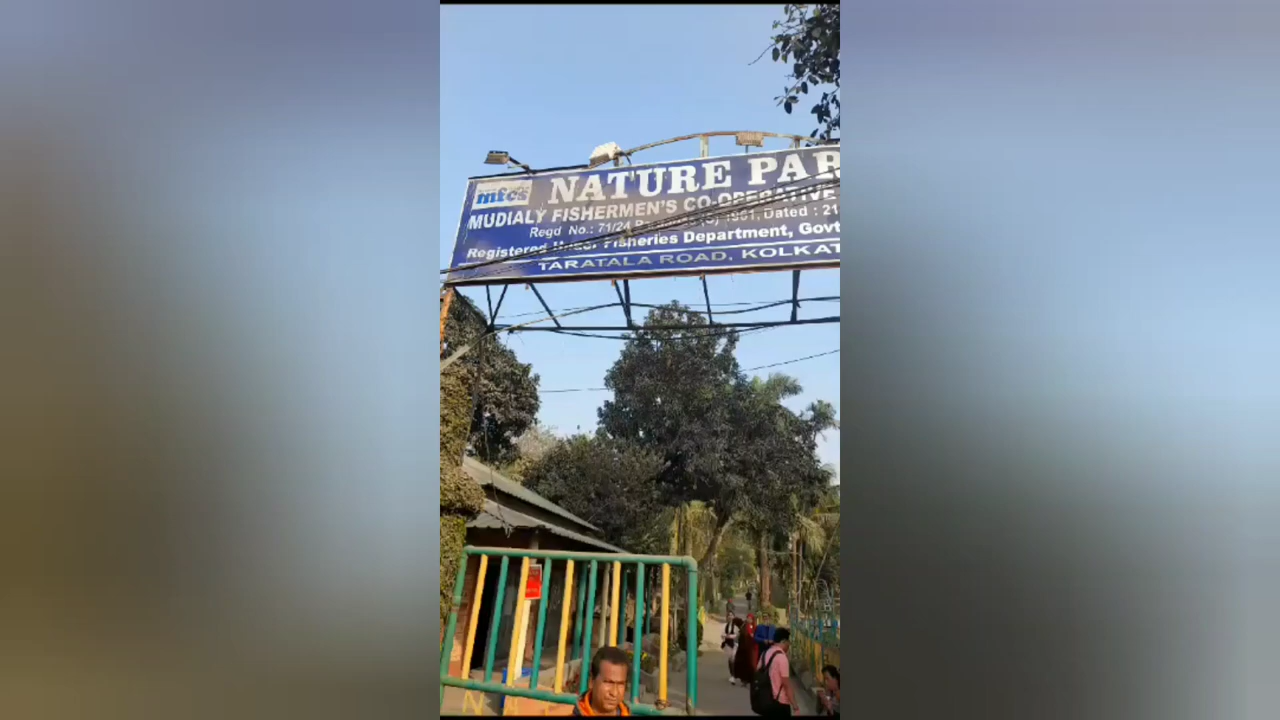 mfcs
NATURE PAR
MUDIALY FISHERMEN'S CO-OPERATIVE
Regd No.: 71/24 Dated : 21
Registered Under Fisheries Department, Govt
TARATALA ROAD, KOLKAT